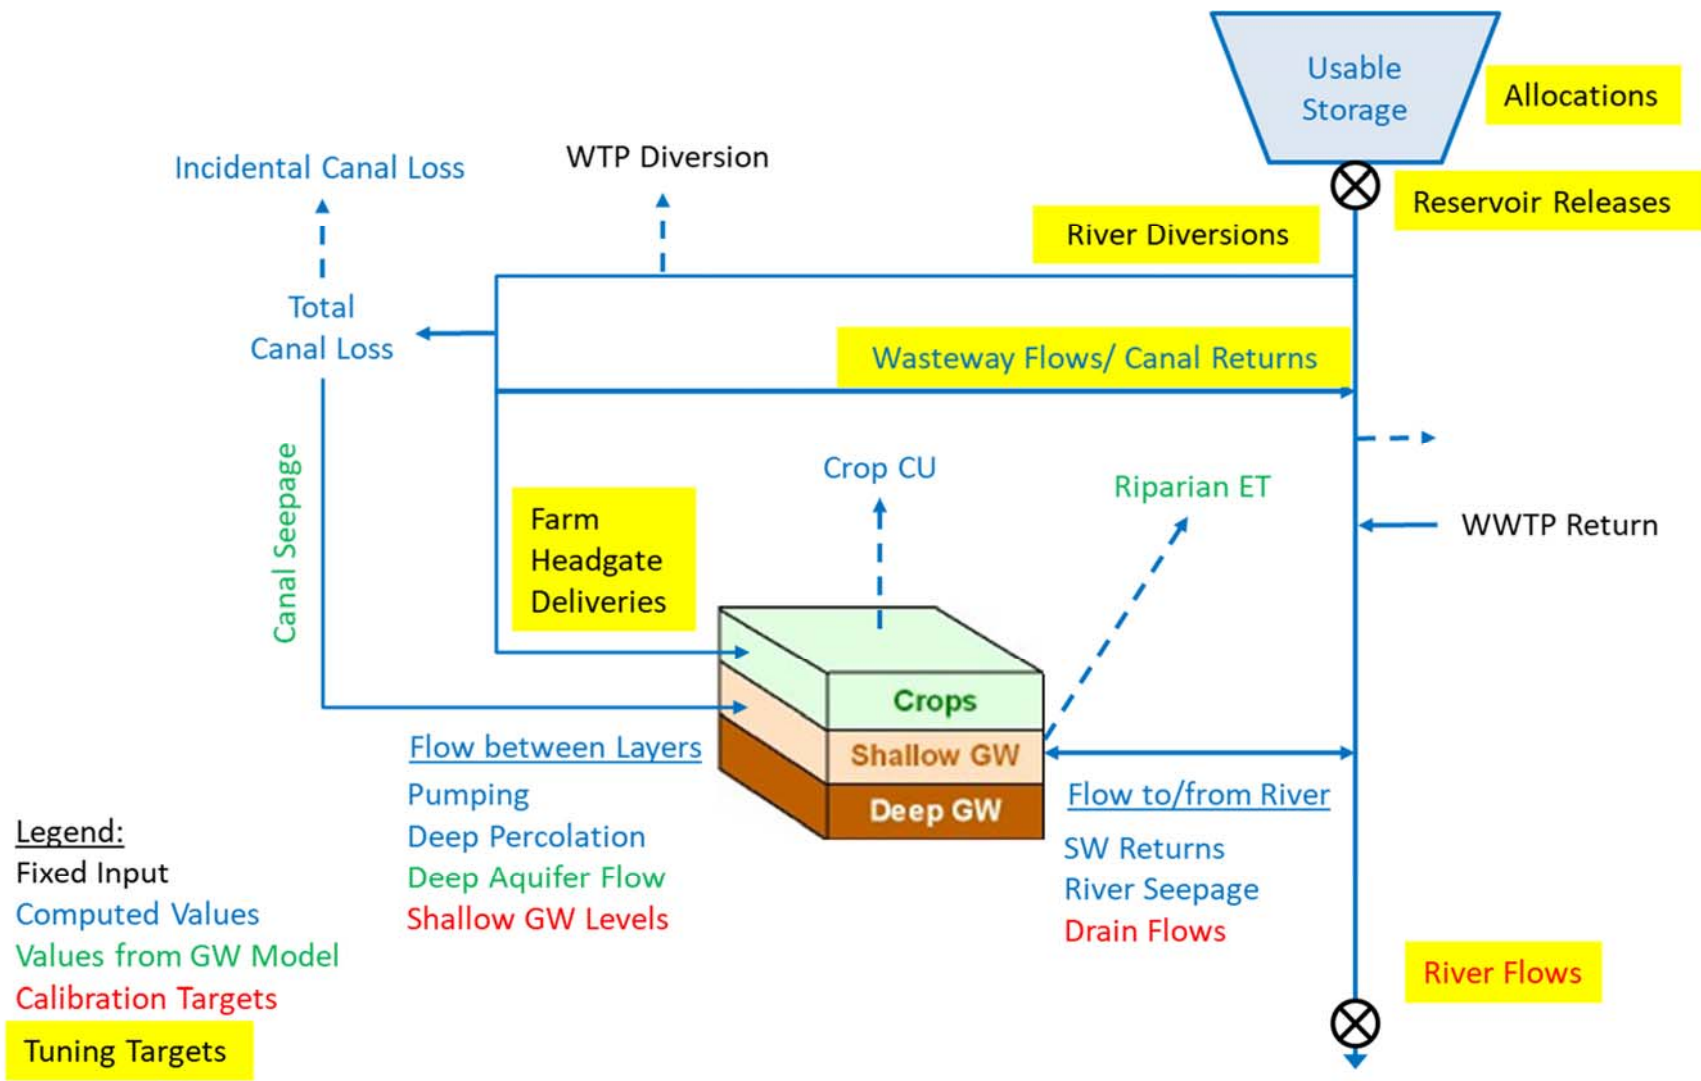 Usable
Storage
Allocations
Reservoir Releases
River Diversions
WTP Diversion
Incidental Canal Loss
Total
Canal Loss
Wasteway Flows/ Canal Returns
Canal Seepage
Crop CU
Riparian ET
Farm
Headgate
Deliveries
WWTP Return
Crops
Shallow GW
Deep GW
Flow between Layers
Pumping
Deep Percolation
Deep Aquifer Flow
Shallow GW Levels
Flow to/from River
SW Returns
River Seepage
Drain Flows
River Flows
Legend:
Fixed Input
Computed Values
Values from GW Model
Calibration Targets
Tuning Targets